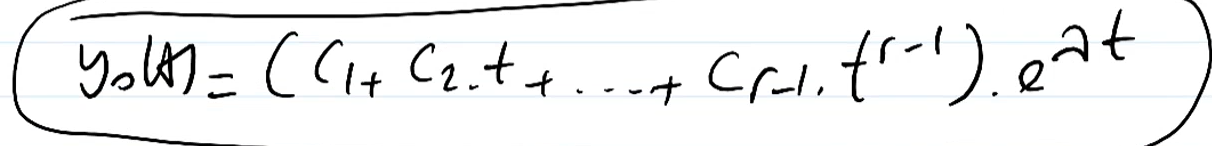 y₀(t) = (C₁ + C₂.t + ..... + Cᵣ₋₁. tʳ⁻¹). e^λt